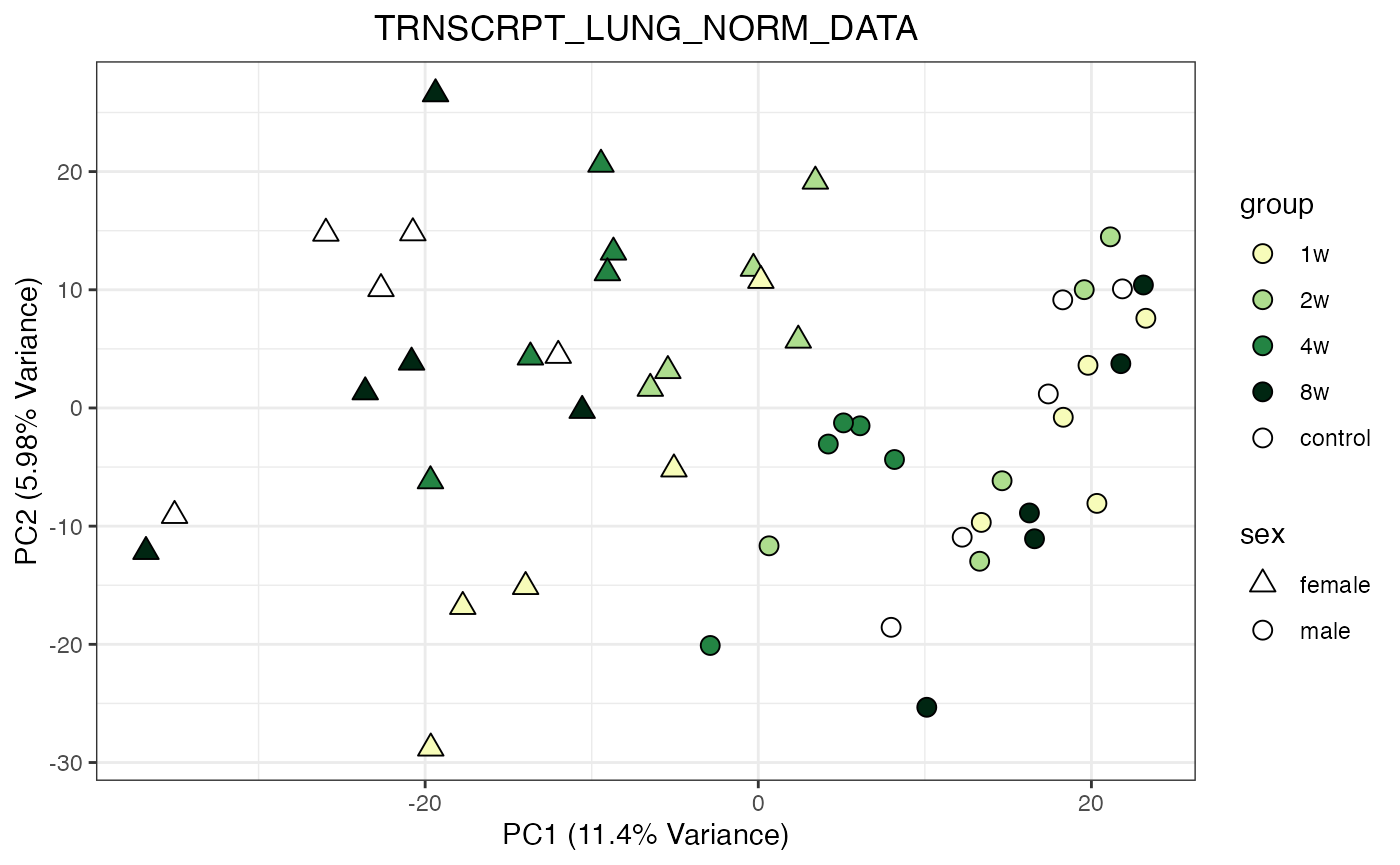 TRNSCRPT_LUNG_NORM_DATA
PC2 (5.98% Variance)
20
10
0
-10
-20
-30
-20
0
20
PC1 (11.4% Variance)
group
1w
2w
4w
8w
control
sex
female
male